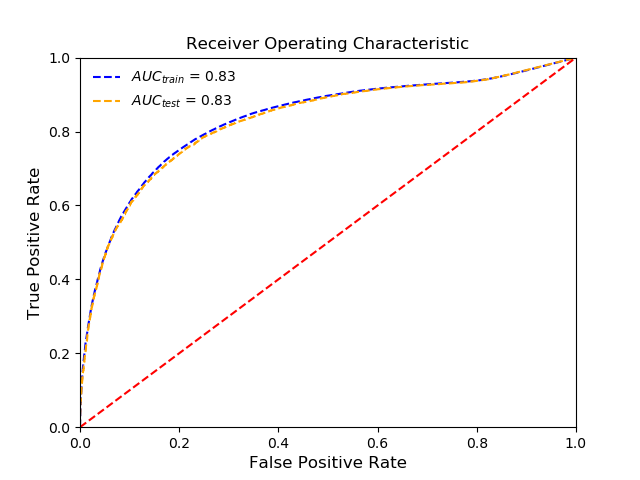 Receiver Operating Characteristic
AUC_train = 0.83
AUC_test = 0.83
True Positive Rate
1.0
0.8
0.6
0.4
0.2
0.0
0.0 0.2 0.4 0.6 0.8 1.0
False Positive Rate